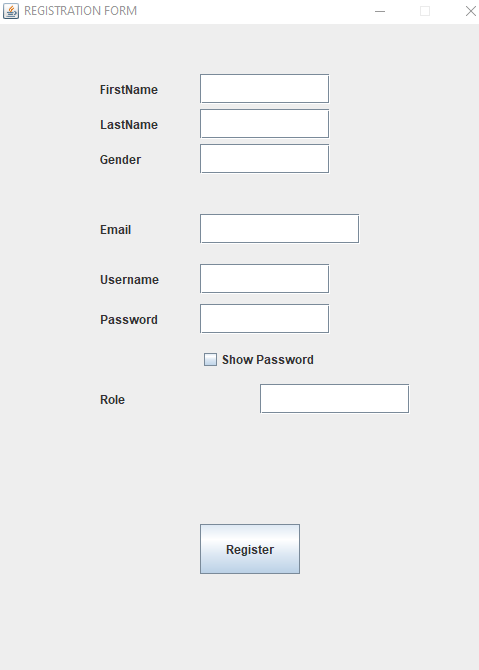 REGISTRATION FORM
FirstName
LastName
Gender
Email
Username
Password
Show Password
Role
Register